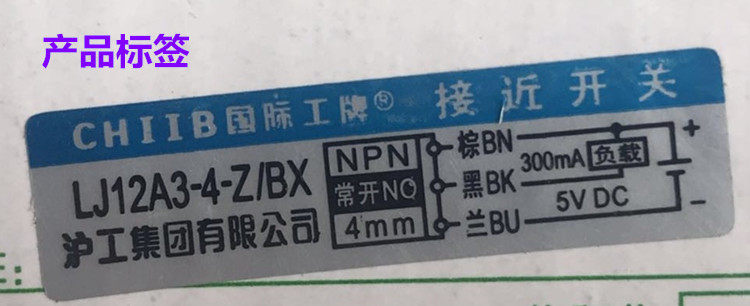 产品标签
CHIIB国际工牌® 接近开关
LJ12A3-4-Z/BX
沪工集团有限公司
NPN
常开NO
4mm
棕BN
300mA 负载
黑BK
5V DC
兰BU
+
-